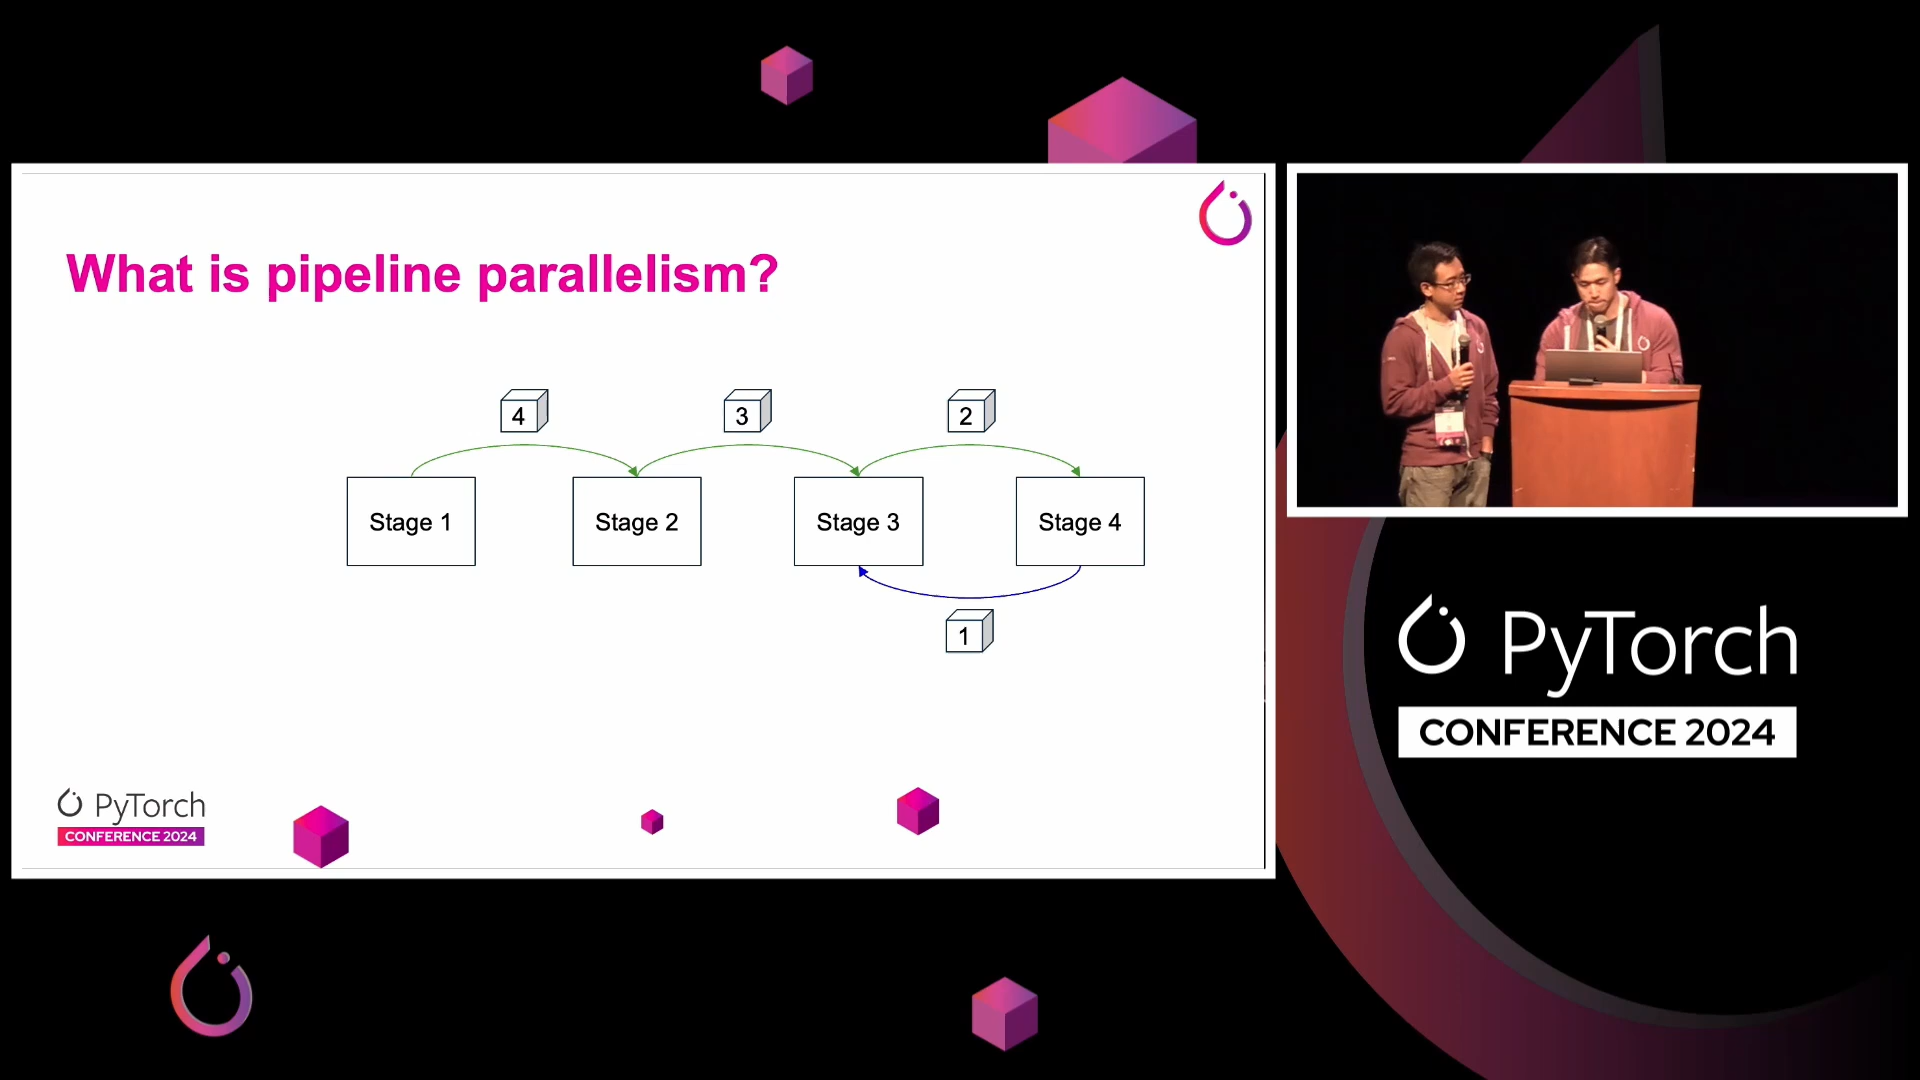 What is pipeline parallelism?
4
3
2
Stage 1
Stage 2
Stage 3
Stage 4
1
PyTorch
CONFERENCE 2024
PyTorch
CONFERENCE 2024